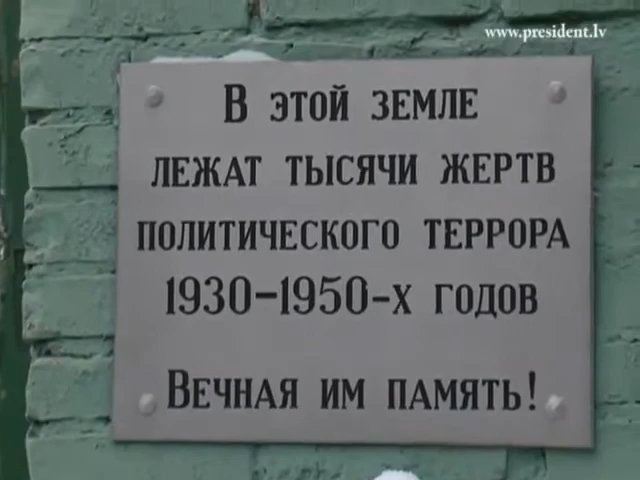 www.president.lv
В ЭТОЙ ЗЕМЛЕ
ЛЕЖАТ ТЫСЯЧИ ЖЕРТВ
ПОЛИТИЧЕСКОГО ТЕРРОРА
1930–1950-х ГОДОВ
ВЕЧНАЯ ИМ ПАМЯТЬ!